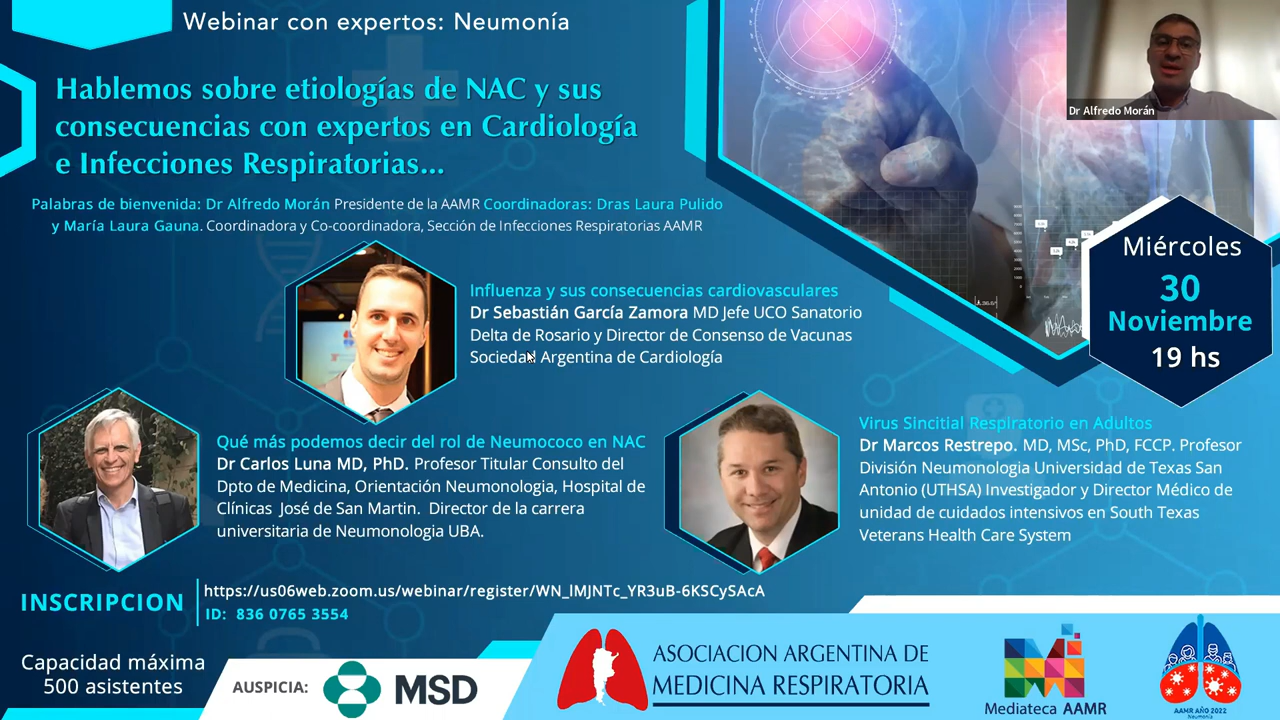 Webinar con expertos: Neumonía
Dr Alfredo Morán
Hablemos sobre etiologías de NAC y sus
consecuencias con expertos en Cardiología
e Infecciones Respiratorias...
Palabras de bienvenida: Dr Alfredo Morán Presidente de la AAMR Coordinadoras: Dras Laura Pulido
y María Laura Gauna. Coordinadora y Co-coordinadora, Sección de Infecciones Respiratorias AAMR
Miércoles
30
Noviembre
19 hs
Influenza y sus consecuencias cardiovasculares
Dr Sebastián García Zamora MD Jefe UCO Sanatorio
Delta de Rosario y Director de Consenso de Vacunas
Sociedad Argentina de Cardiología
Qué más podemos decir del rol de Neumococo en NAC
Dr Carlos Luna MD, PhD. Profesor Titular Consulto del
Dpto de Medicina, Orientación Neumonologia, Hospital de
Clínicas José de San Martin. Director de la carrera
universitaria de Neumonologia UBA.
Virus Sincitial Respiratorio en Adultos
Dr Marcos Restrepo. MD, MSc, PhD, FCCP. Profesor
División Neumonologia Universidad de Texas San
Antonio (UTHSA) Investigador y Director Médico de
unidad de cuidados intensivos en South Texas
Veterans Health Care System
INSCRIPCION
https://us06web.zoom.us/webinar/register/WN_lMJNTc_YR3uB-6KSCySAcA
ID: 836 0765 3554
Capacidad máxima
500 asistentes
AUSPICIA:
MSD
ASOCIACION ARGENTINA DE
MEDICINA RESPIRATORIA
Mediateca AAMR
AAMR AÑO 2022
Neumonía